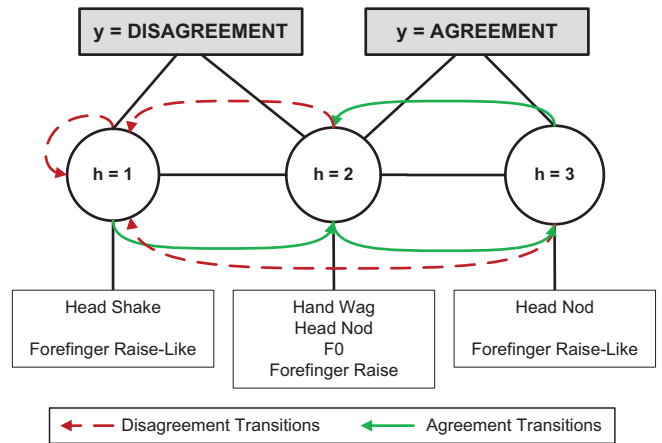 y = DISAGREEMENT
y = AGREEMENT
h = 1
h = 2
h = 3
Head Shake
Forefinger Raise-Like
Hand Wag
Head Nod
F0
Forefinger Raise
Head Nod
Forefinger Raise-Like
Disagreement Transitions
Agreement Transitions